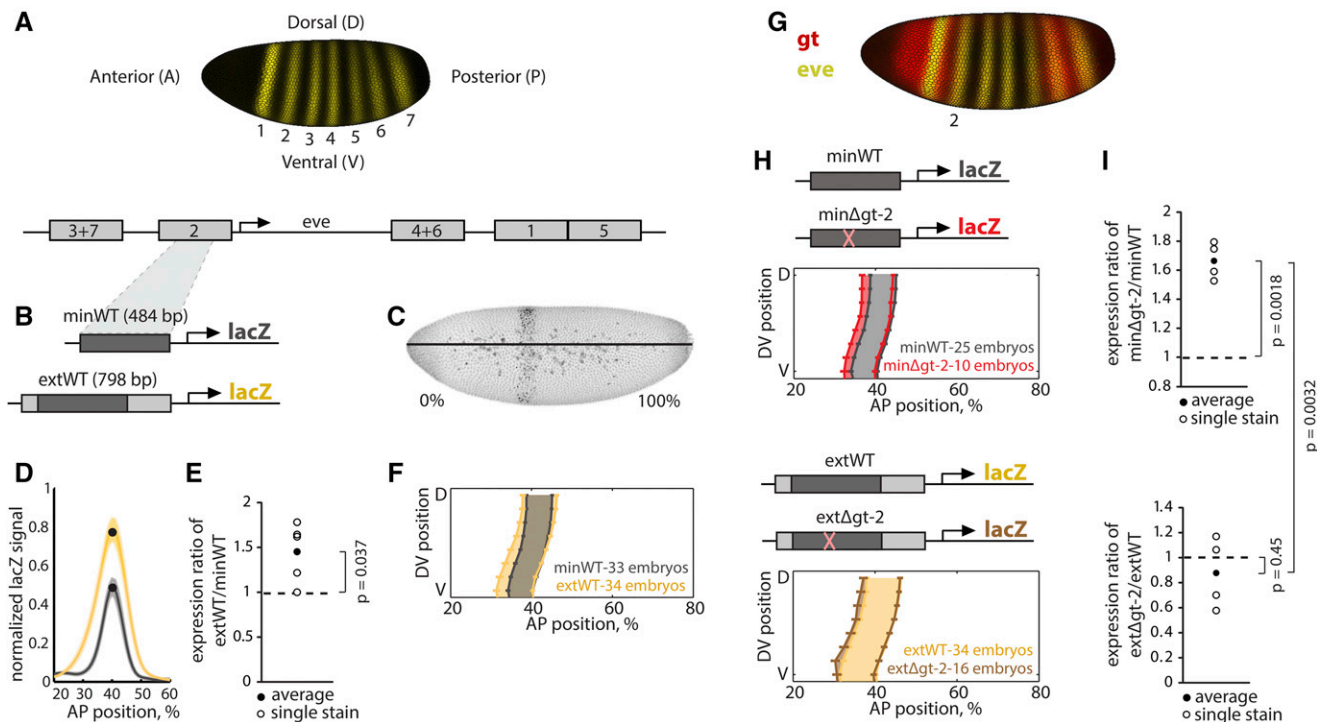 A
Dorsal (D)
Anterior (A)
Posterior (P)
1 2 3 4 5 6 7
Ventral (V)
3+7
2
eve
4+6
1
5
B
minWT (484 bp)
lacZ
extWT (798 bp)
lacZ
C
0%
100%
D
normalized lacZ signal
1
0.8
0.6
0.4
0.2
0
20 30 40 50 60
AP position, %
E
expression ratio of
extWT/minWT
2
1.5
1
0.5
0
p = 0.037
average
single stain
F
DV position
D
V
minWT-33 embryos
extWT-34 embryos
20 40 60 80
AP position, %
G
gt
eve
2
H
minWT
lacZ
minΔgt-2
lacZ
X
DV position
D
V
minWT-25 embryos
minΔgt-2-10 embryos
20 40 60 80
AP position, %
extWT
lacZ
extΔgt-2
lacZ
X
DV position
D
V
extWT-34 embryos
extΔgt-2-16 embryos
20 40 60 80
AP position, %
I
expression ratio of
minΔgt-2/minWT
2
1.8
1.6
1.4
1.2
1
0.8
p = 0.0018
average
single stain
p = 0.0032
expression ratio of
extΔgt-2/extWT
1.4
1.2
1
0.8
0.6
0.4
0.2
0
p = 0.45
average
single stain